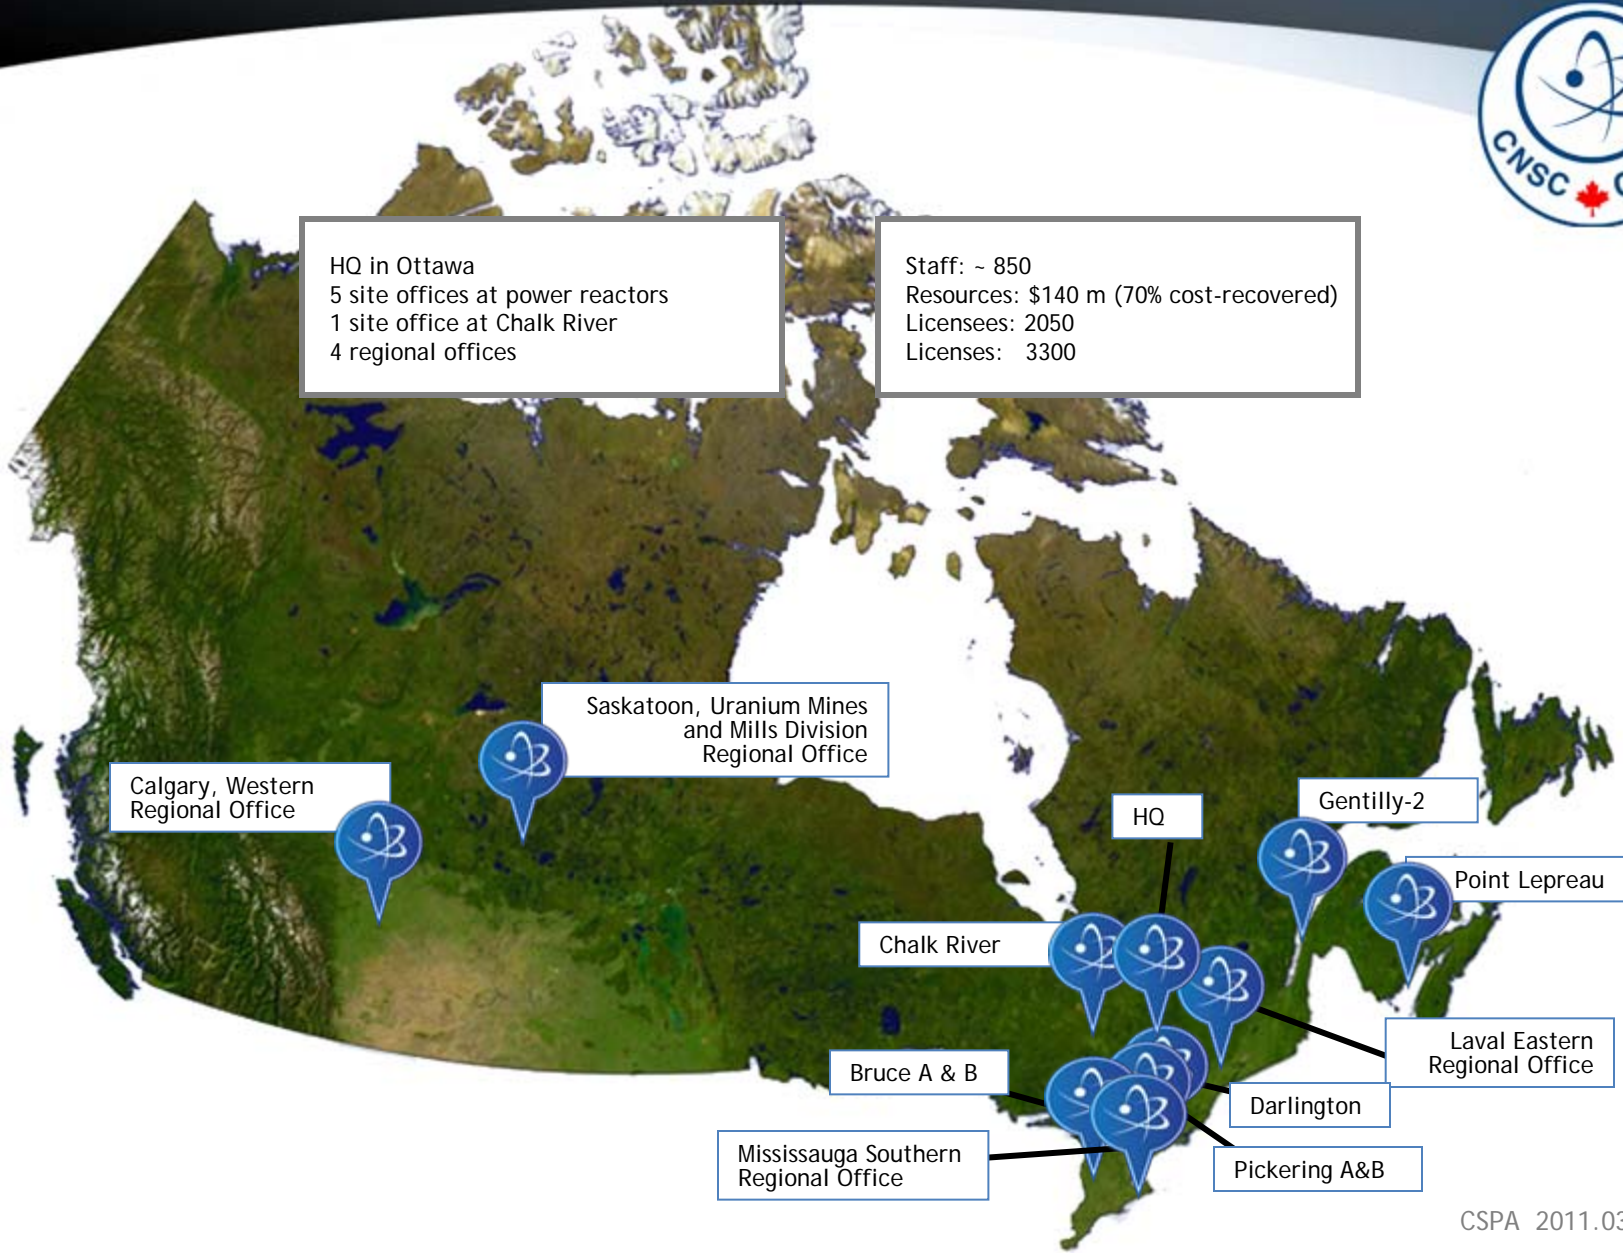 CNSC
HQ in Ottawa
5 site offices at power reactors
1 site office at Chalk River
4 regional offices
Staff: ~ 850
Resources: $140 m (70% cost-recovered)
Licensees: 2050
Licenses: 3300
Saskatoon, Uranium Mines
and Mills Division
Regional Office
Calgary, Western
Regional Office
HQ
Gentilly-2
Point Lepreau
Chalk River
Laval Eastern
Regional Office
Bruce A & B
Darlington
Mississauga Southern
Regional Office
Pickering A&B
CSPA 2011.03